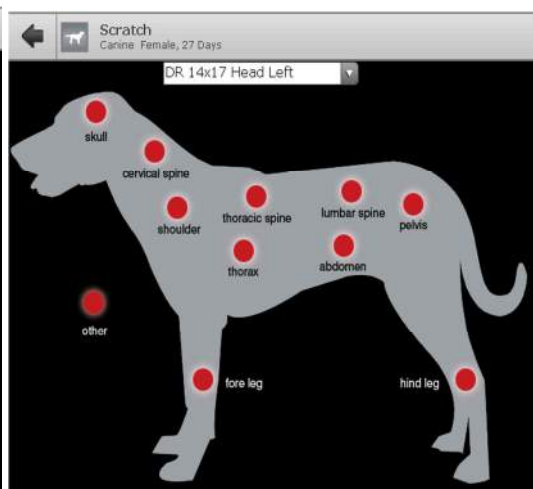 Scratch
Canine Female, 27 Days
DR 14x17 Head Left
skull
cervical spine
shoulder
thoracic spine
lumbar spine
pelvis
thorax
abdomen
other
fore leg
hind leg